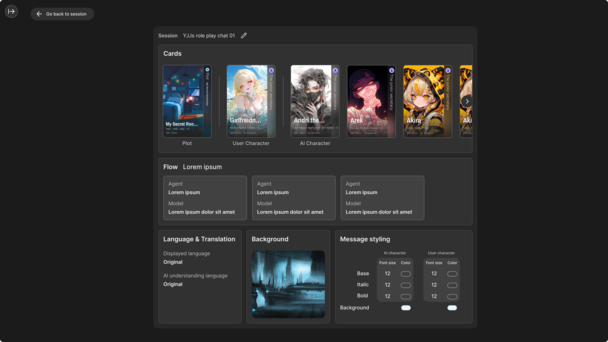 Go back to session
Session YJJs role play chat 01
Cards
My Secret Roo...
Girlfriendn...
Andri the...
Areli
Akira
Aki
Plot
User Character
AI Character
Flow Lorem ipsum
Agent
Lorem ipsum
Model
Lorem ipsum dolor sit amet
Agent
Lorem ipsum
Model
Lorem ipsum dolor sit amet
Agent
Lorem ipsum
Model
Lorem ipsum dolor sit amet
Language & Translation
Displayed language
Original
AI understanding language
Original
Background
Message styling
AI character User character
Font size Color Font size Color
Base 12 12
Italic 12 12
Bold 12 12
Background